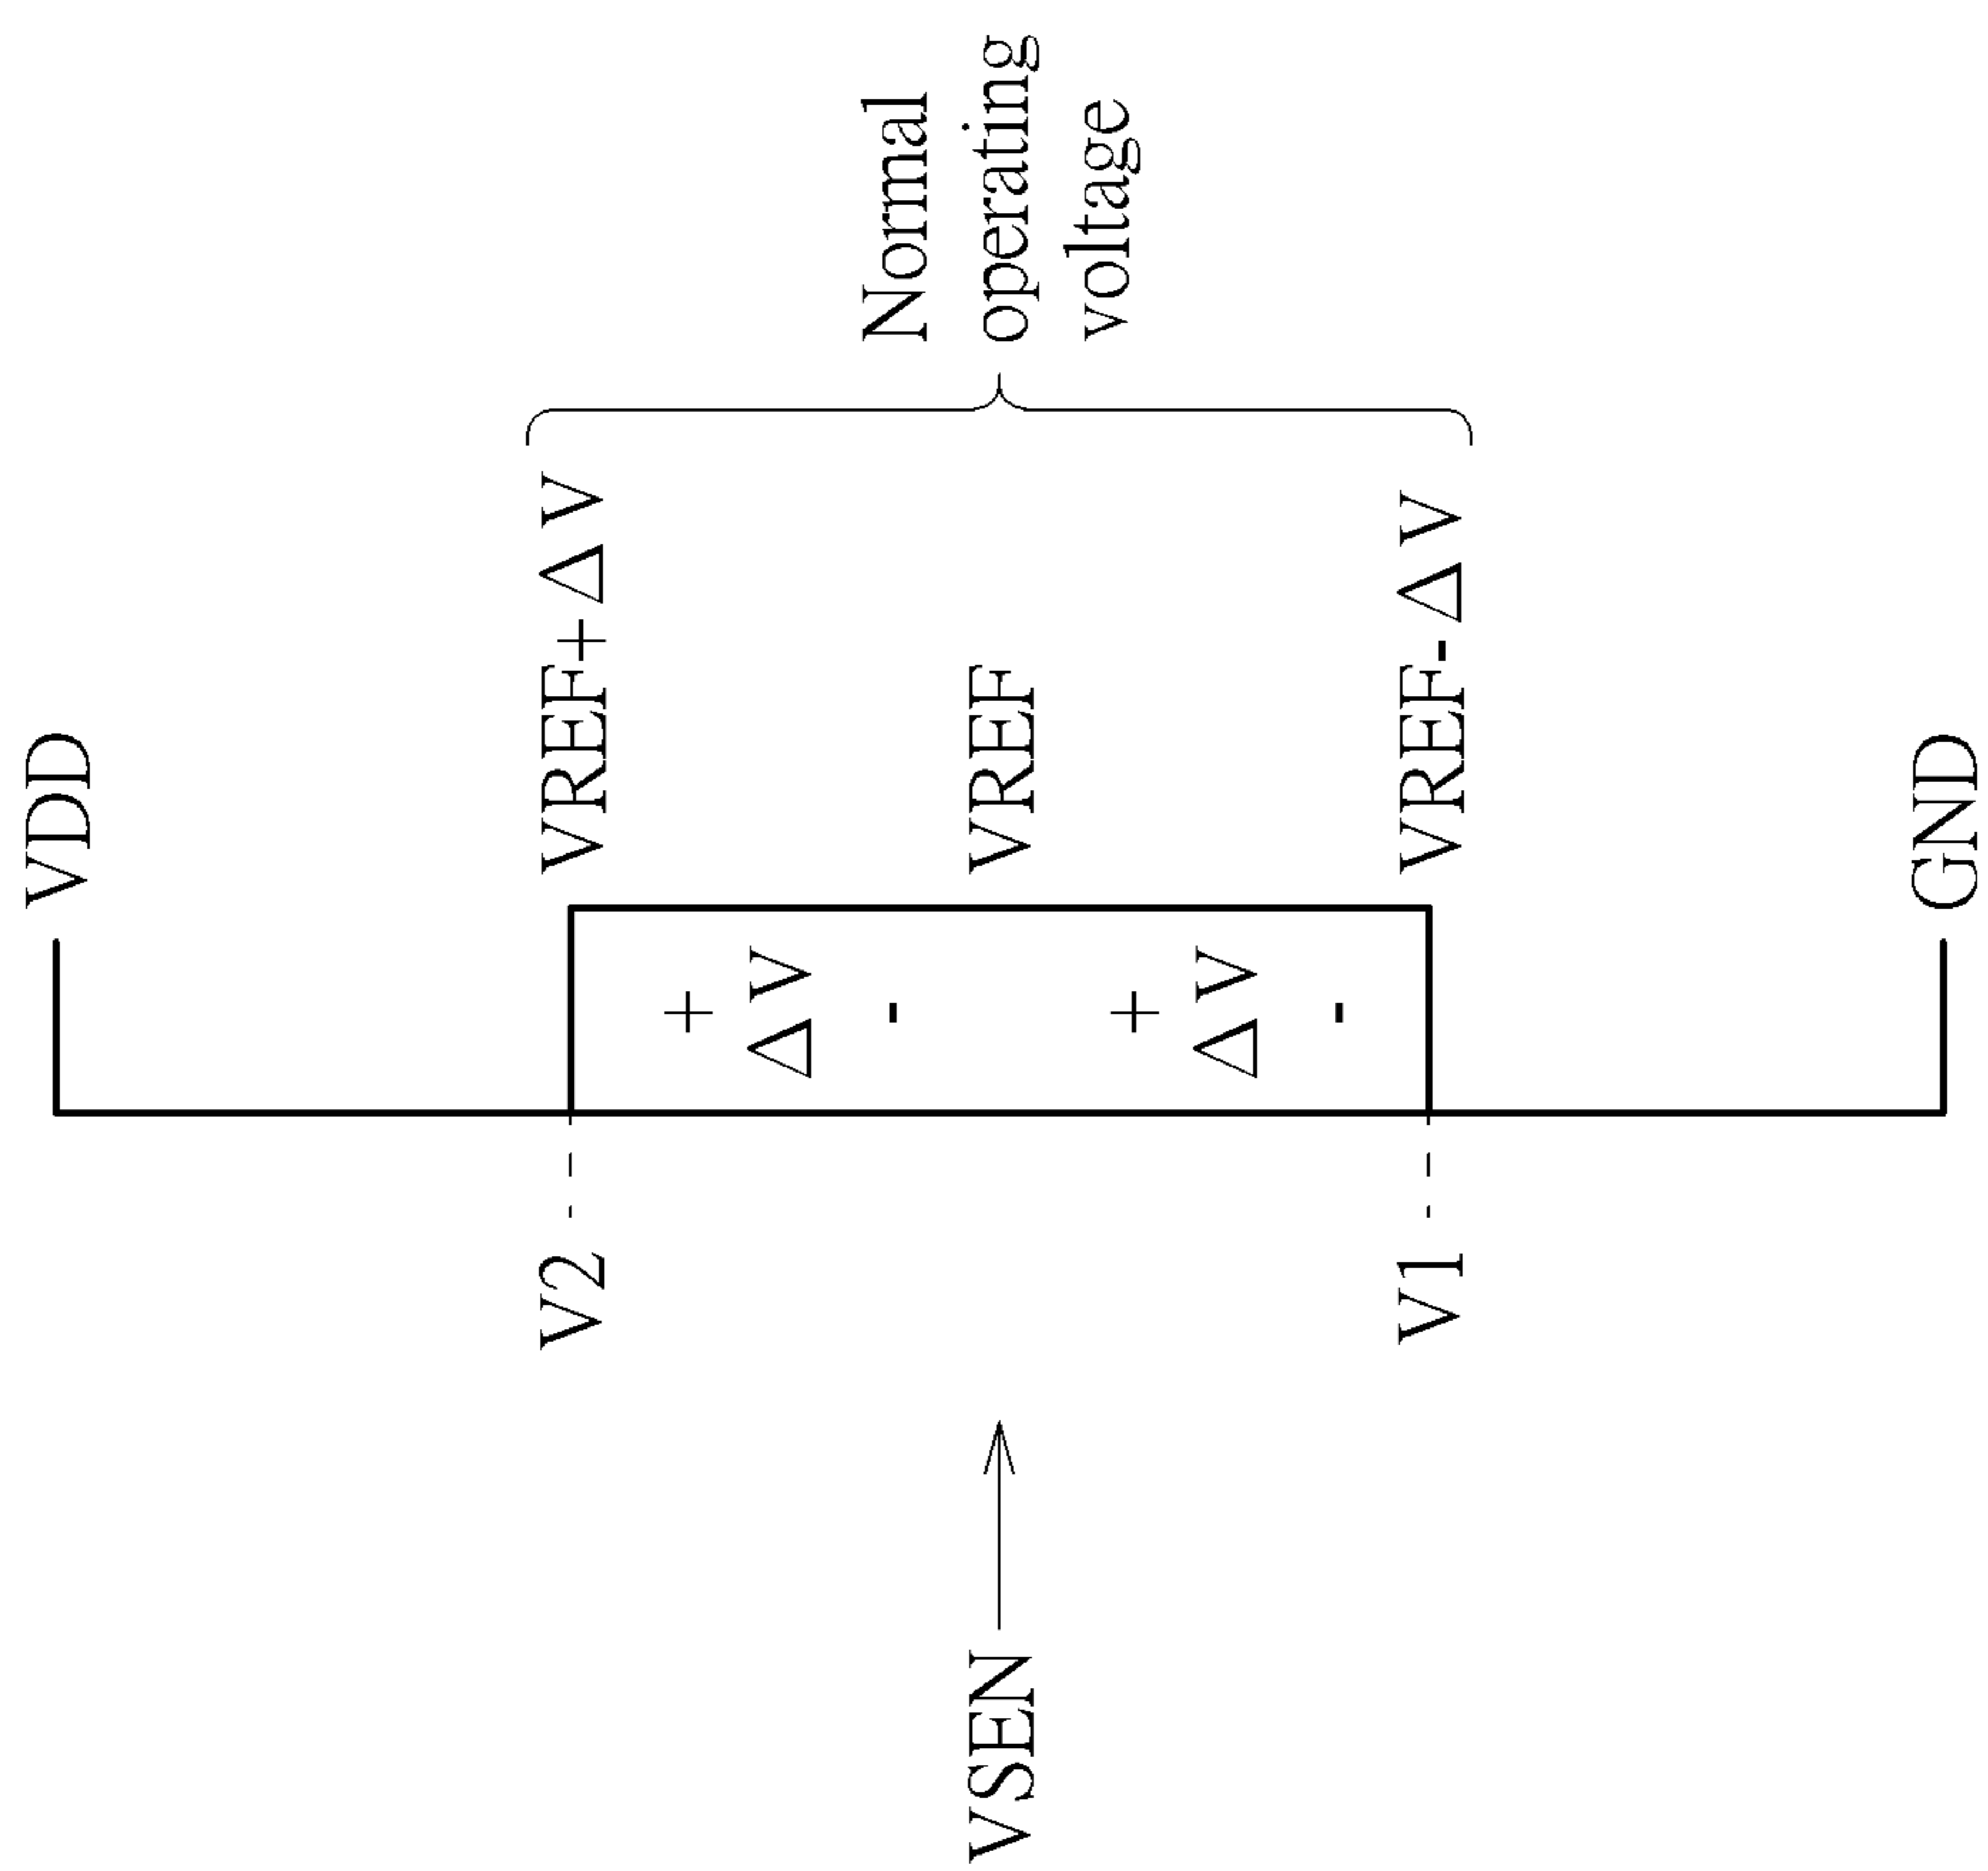 VDD
VREF+ΔV
Normal
operating
voltage
VREF
VREF-ΔV
GND
+
ΔV
-
+
ΔV
-
V2
V1
VSEN